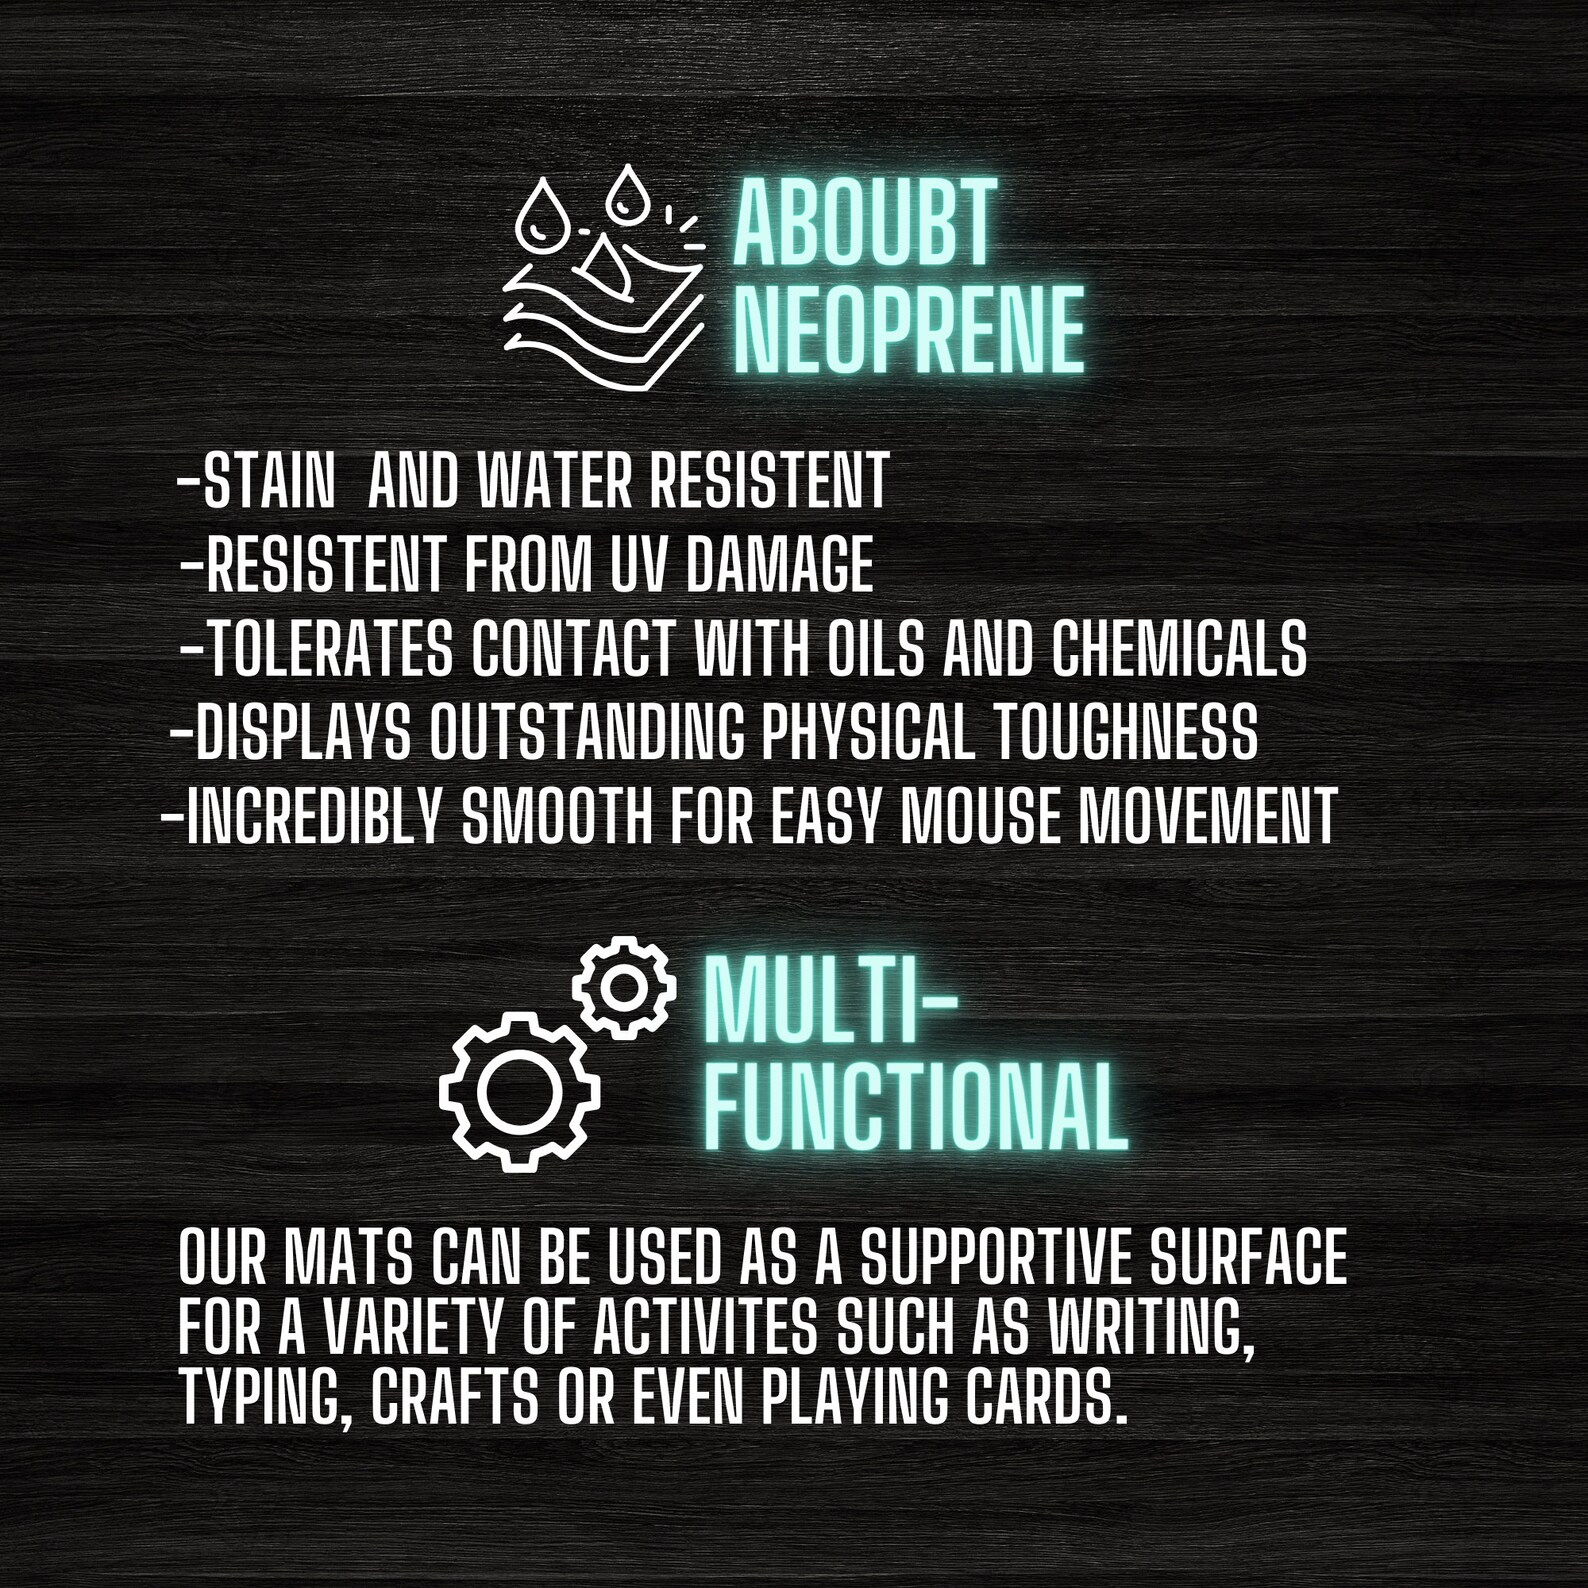 ABOUBT
NEOPRENE
-STAIN  AND WATER RESISTENT
-RESISTENT FROM UV DAMAGE
-TOLERATES CONTACT WITH OILS AND CHEMICALS
-DISPLAYS OUTSTANDING PHYSICAL TOUGHNESS
-INCREDIBLY SMOOTH FOR EASY MOUSE MOVEMENT
MULTI-
FUNCTIONAL
OUR MATS CAN BE USED AS A SUPPORTIVE SURFACE
FOR A VARIETY OF ACTIVITES SUCH AS WRITING,
TYPING, CRAFTS OR EVEN PLAYING CARDS.